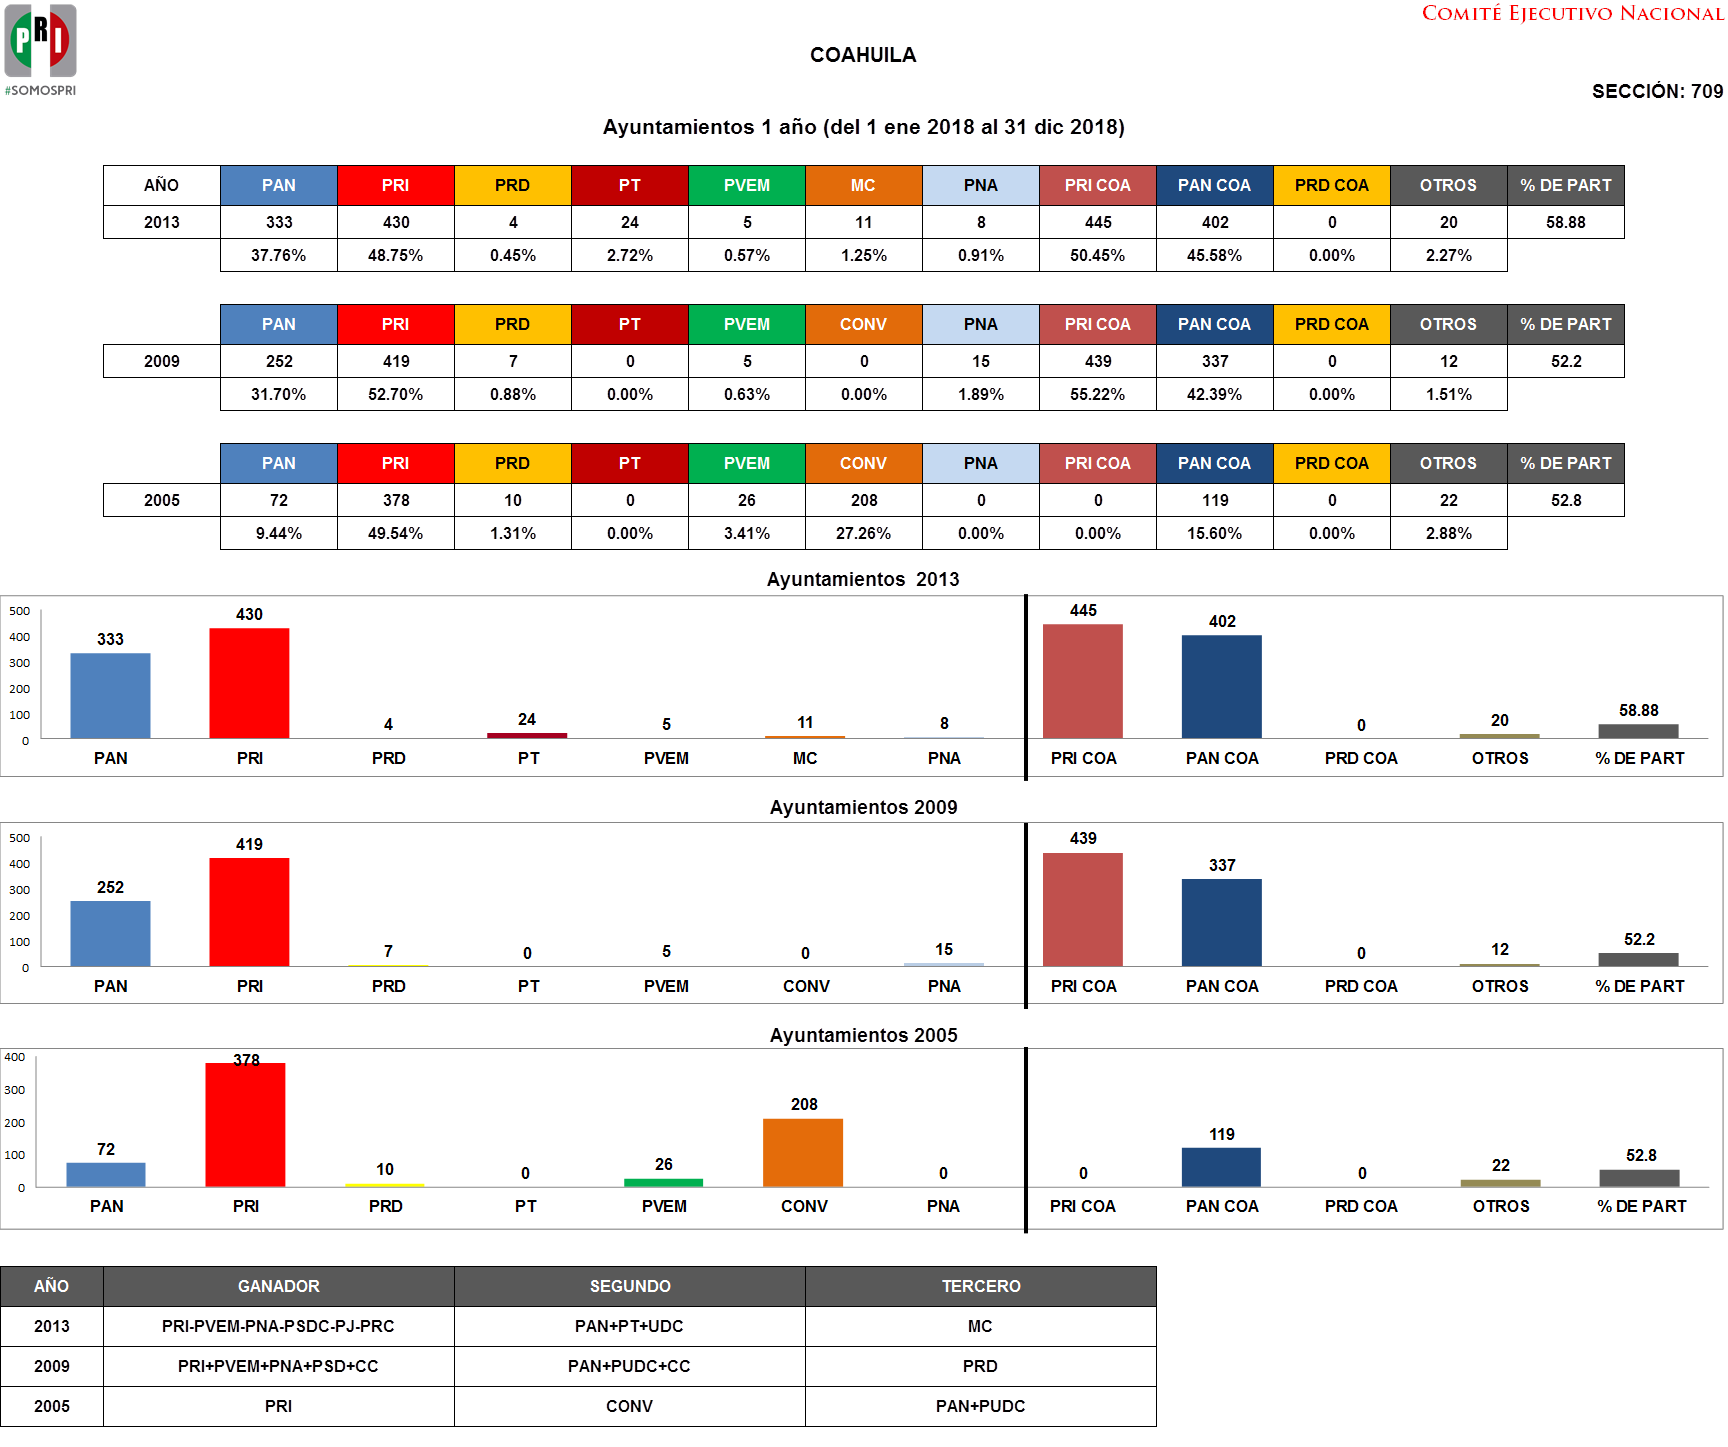 PRI
#SOMOSPRI
COMITÉ EJECUTIVO NACIONAL
COAHUILA
SECCIÓN: 709
Ayuntamientos 1 año (del 1 ene 2018 al 31 dic 2018)
AÑO PAN PRI PRD PT PVEM MC PNA PRI COA PAN COA PRD COA OTROS % DE PART
2013 333 430 4 24 5 11 8 445 402 0 20 58.88
37.76% 48.75% 0.45% 2.72% 0.57% 1.25% 0.91% 50.45% 45.58% 0.00% 2.27%
PAN PRI PRD PT PVEM CONV PNA PRI COA PAN COA PRD COA OTROS % DE PART
2009 252 419 7 0 5 0 15 439 337 0 12 52.2
31.70% 52.70% 0.88% 0.00% 0.63% 0.00% 1.89% 55.22% 42.39% 0.00% 1.51%
PAN PRI PRD PT PVEM CONV PNA PRI COA PAN COA PRD COA OTROS % DE PART
2005 72 378 10 0 26 208 0 0 119 0 22 52.8
9.44% 49.54% 1.31% 0.00% 3.41% 27.26% 0.00% 0.00% 15.60% 0.00% 2.88%
Ayuntamientos 2013
500
400
300
200
100
0
333 430 4 24 5 11 8 445 402 0 20 58.88
PAN PRI PRD PT PVEM MC PNA PRI COA PAN COA PRD COA OTROS % DE PART
Ayuntamientos 2009
500
400
300
200
100
0
252 419 7 0 5 0 15 439 337 0 12 52.2
PAN PRI PRD PT PVEM CONV PNA PRI COA PAN COA PRD COA OTROS % DE PART
Ayuntamientos 2005
400
300
200
100
0
72 378 10 0 26 208 0 0 119 0 22 52.8
PAN PRI PRD PT PVEM CONV PNA PRI COA PAN COA PRD COA OTROS % DE PART
AÑO GANADOR SEGUNDO TERCERO
2013 PRI-PVEM-PNA-PSDC-PJ-PRC PAN+PT+UDC MC
2009 PRI+PVEM+PNA+PSD+CC PAN+PUDC+CC PRD
2005 PRI CONV PAN+PUDC